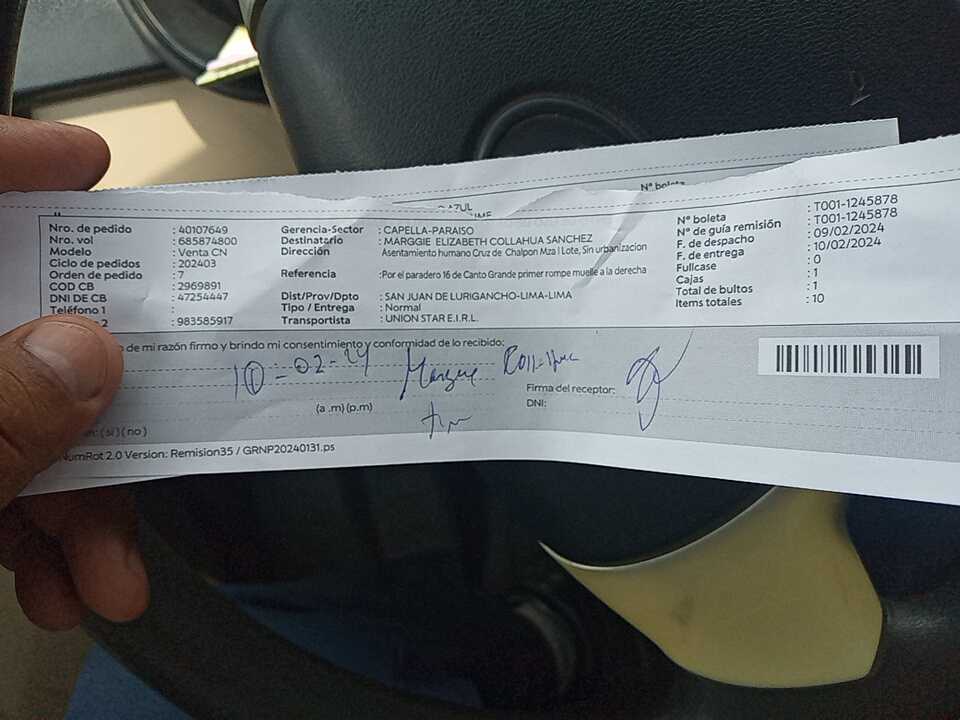 Nº boleta
AZUL
Nro. de pedido : 40107649
Nro. vol : 685874800
Modelo : Venta CN
Ciclo de pedidos : 202403
Orden de pedido : 7
COD CB : 2969891
DNI DE CB : 47254447
Teléfono 1 :
2 : 983585917
Gerencia-Sector : CAPELLA-PARAISO
Destinatario : MARGGIE ELIZABETH COLLAHUA SANCHEZ
Dirección : Asentamiento humano Cruz de Chalpon Mza I Lote, Sin urbanizacion
Referencia : Por el paradero 16 de Canto Grande primer rompe muelle a la derecha
Dist/Prov/Dpto : SAN JUAN DE LURIGANCHO-LIMA-LIMA
Tipo / Entrega : Normal
Transportista : UNION STAR E.I.R.L.
Nº boleta : T001-1245878
Nº de guía remisión : T001-1245878
F. de despacho : 09/02/2024
F. de entrega : 10/02/2024
Fullcase : 0
Cajas : 1
Total de bultos : 1
Items totales : 10
de mi razón firmo y brindo mi consentimiento y conformidad de lo recibido:
10-02-24
(a.m)(p.m)
Firma del receptor:
DNI:
(si)(no)
NumRot 2.0 Version: Remision35 / GRNP20240131.ps